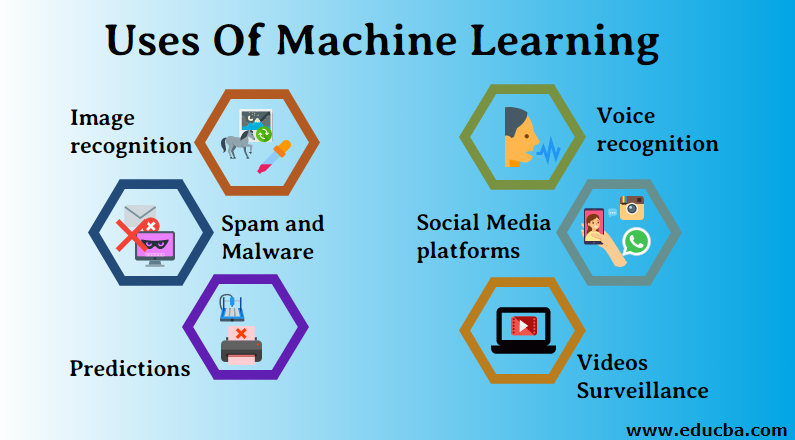 Uses Of Machine Learning
Image
recognition
Voice
recognition
Spam and
Malware
Social Media
platforms
Predictions
Videos
Surveillance
www.educba.com